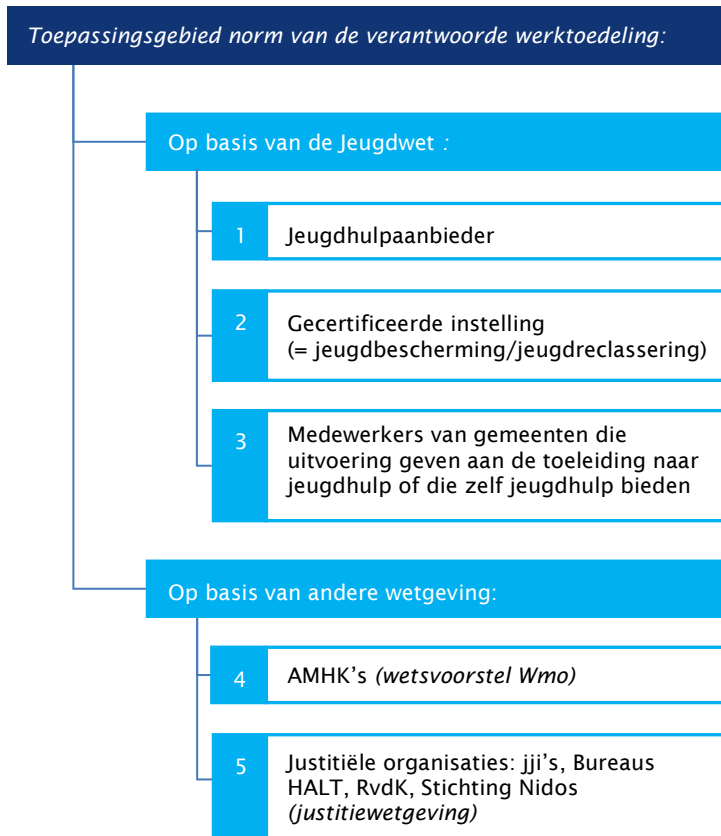 Toepassingsgebied norm van de verantwoorde werktoedeling:
Op basis van de Jeugdwet :
1 Jeugdhulpaanbieder
2 Gecertificeerde instelling
(= jeugdbescherming/jeugdreclassering)
3 Medewerkers van gemeenten die
uitvoering geven aan de toeleiding naar
jeugdhulp of die zelf jeugdhulp bieden
Op basis van andere wetgeving:
4 AMHK’s (wetsvoorstel Wmo)
5 Justitiële organisaties: jji’s, Bureaus
HALT, RvdK, Stichting Nidos
(justitiewetgeving)